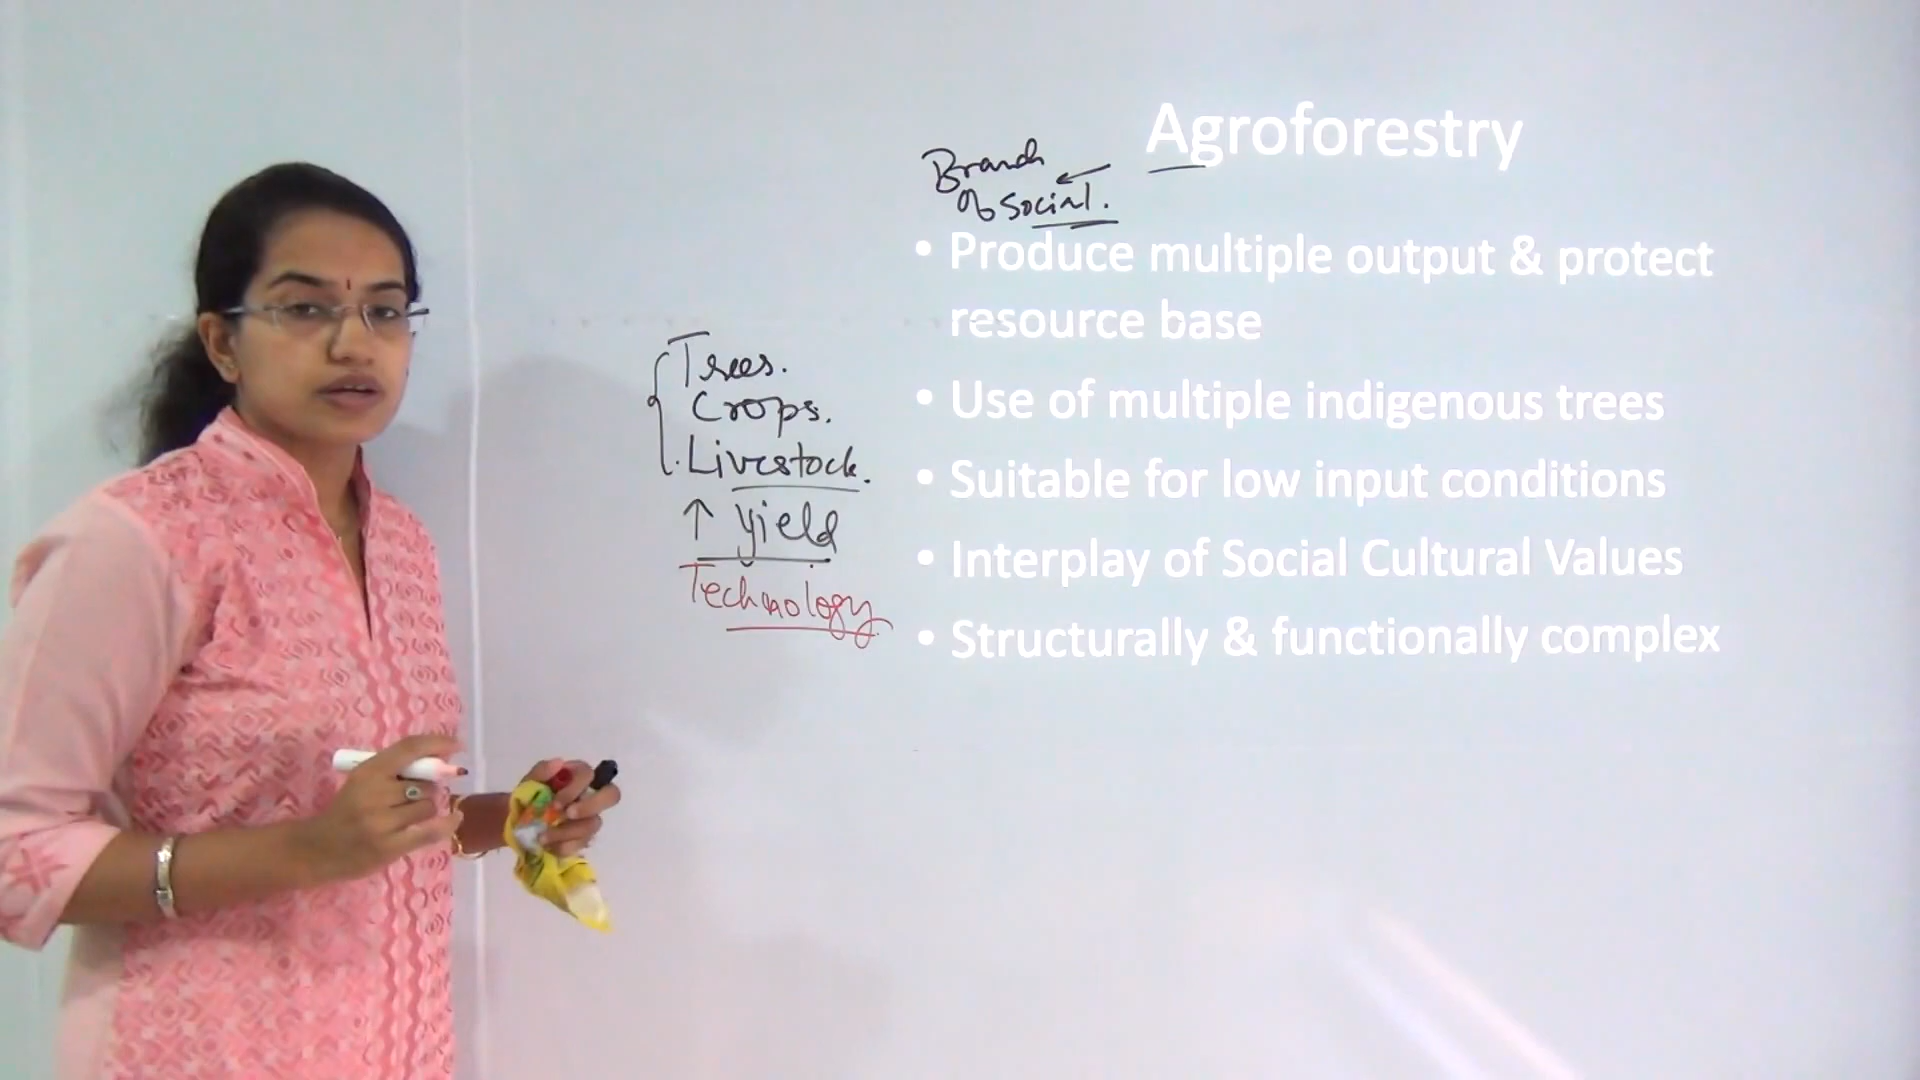 Agroforestry
Branch
of social.
• Produce multiple output & protect
resource base
• Use of multiple indigenous trees
• Suitable for low input conditions
• Interplay of Social Cultural Values
• Structurally & functionally complex
Trees.
Crops.
Livestock.
↑ yield
Technology